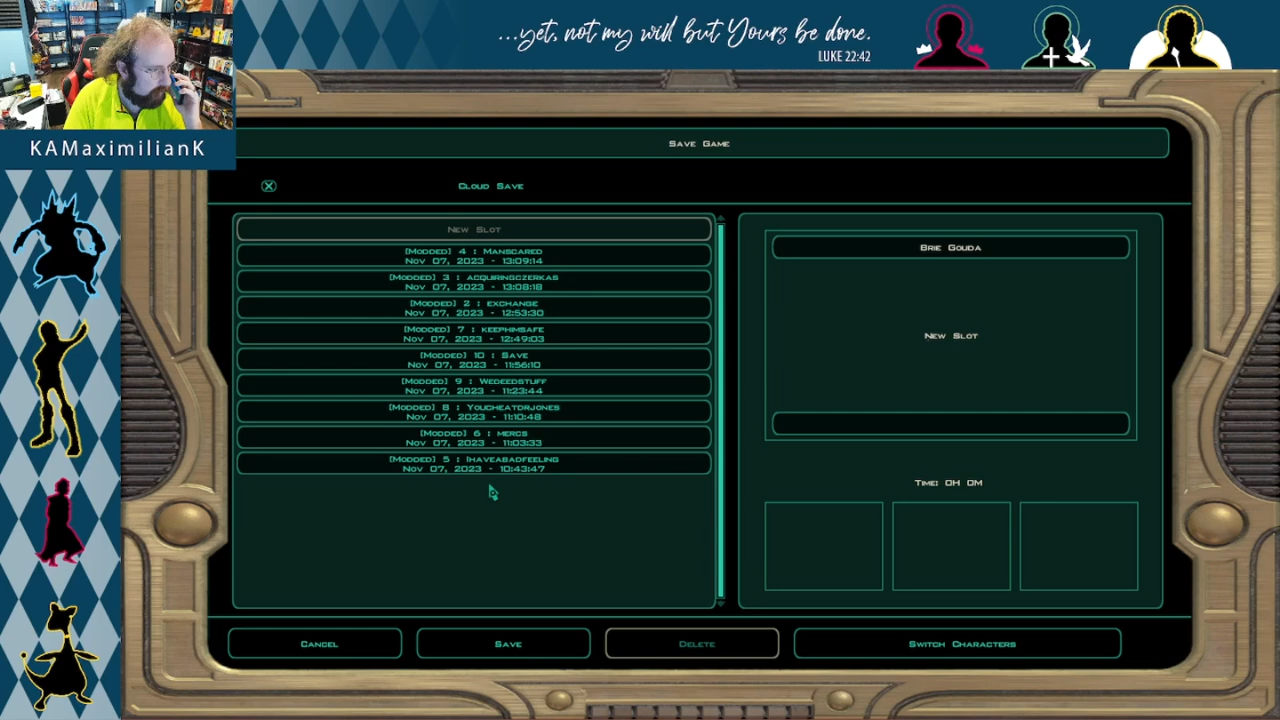 ...yet, not my will but Yours be done.
LUKE 22:42
KAMaximilianK
Save Game
Cloud Save
New Slot
[Modded] 4 : Manscared
Nov 07, 2023 - 13:09:14
[Modded] 3 : acquiringczerkas
Nov 07, 2023 - 13:08:18
[Modded] 2 : exchange
Nov 07, 2023 - 12:53:30
[Modded] 7 : keephimsafe
Nov 07, 2023 - 12:49:03
[Modded] 10 : Save
Nov 07, 2023 - 11:56:10
[Modded] 9 : Wedeedstuff
Nov 07, 2023 - 11:23:44
[Modded] 8 : Youcheatdrjones
Nov 07, 2023 - 11:10:48
[Modded] 6 : mercs
Nov 07, 2023 - 11:03:33
[Modded] 5 : Ihaveabadfeeling
Nov 07, 2023 - 10:43:47
Brie Gouda
New Slot
Time: 0H 0M
Cancel
Save
Delete
Switch Characters